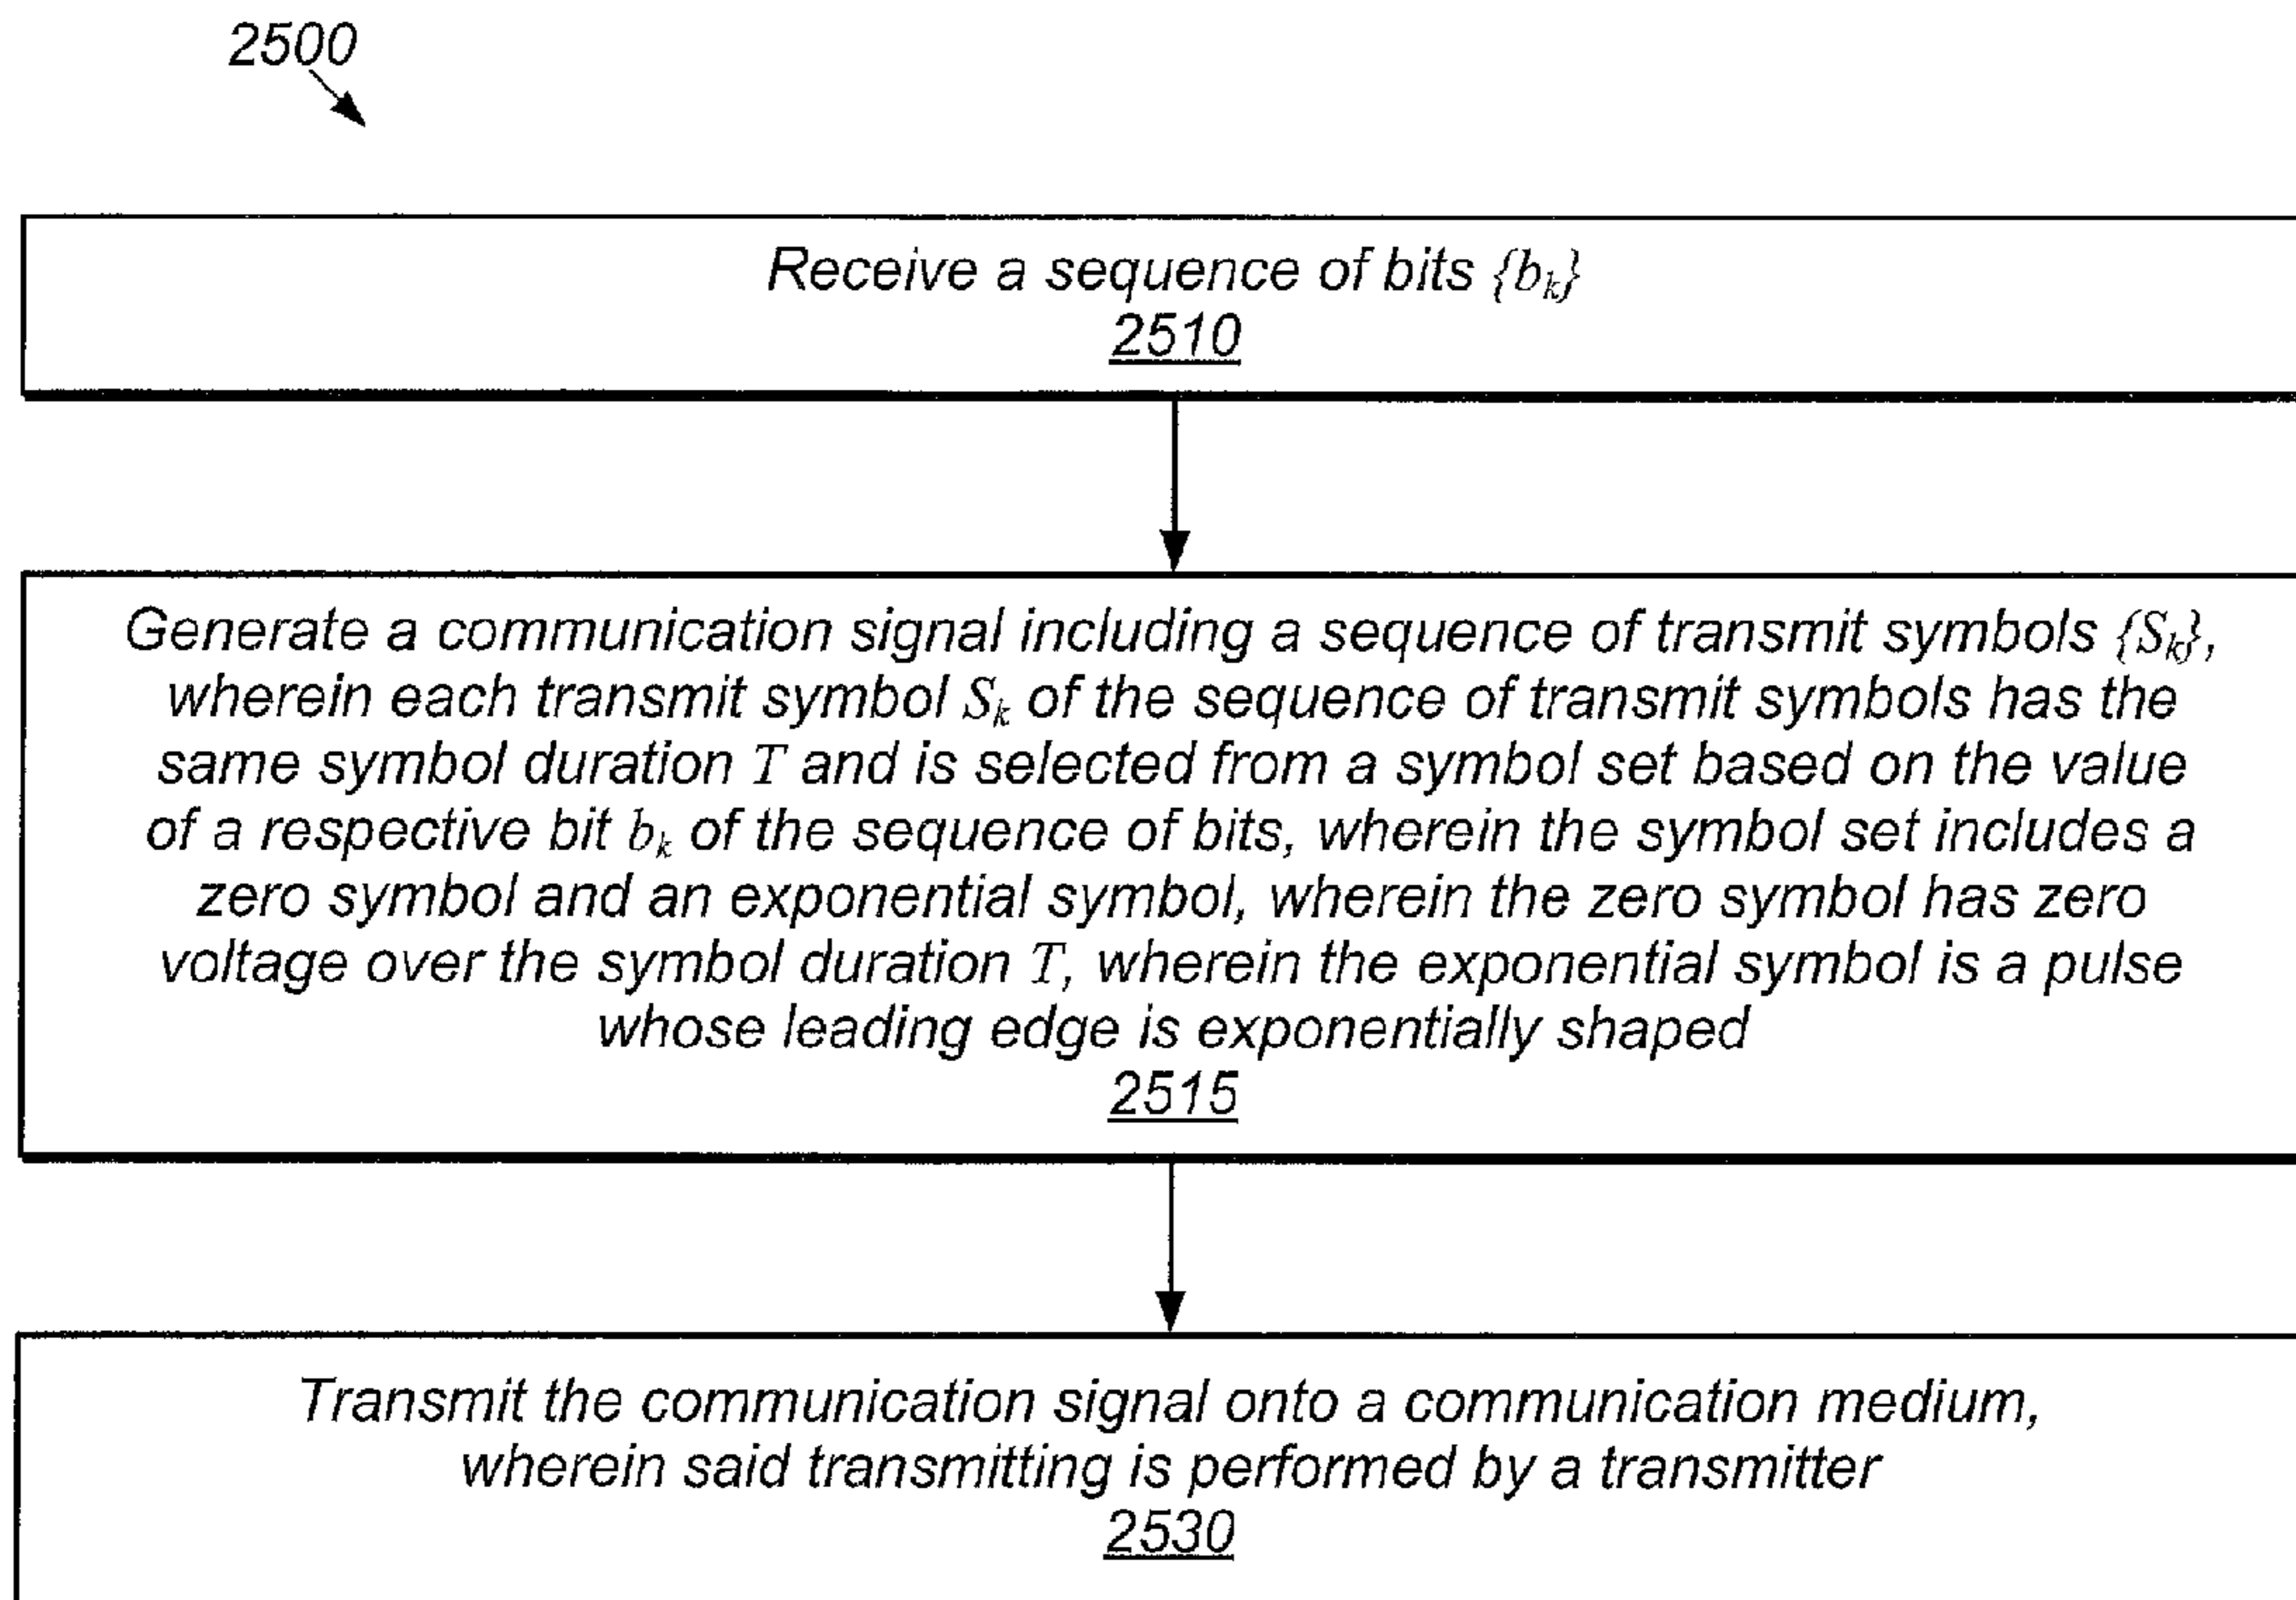 2500
Receive a sequence of bits {bₖ}
2510
Generate a communication signal including a sequence of transmit symbols {Sₖ},
wherein each transmit symbol Sₖ of the sequence of transmit symbols has the
same symbol duration T and is selected from a symbol set based on the value
of a respective bit bₖ of the sequence of bits, wherein the symbol set includes a
zero symbol and an exponential symbol, wherein the zero symbol has zero
voltage over the symbol duration T, wherein the exponential symbol is a pulse
whose leading edge is exponentially shaped
2515
Transmit the communication signal onto a communication medium,
wherein said transmitting is performed by a transmitter
2530